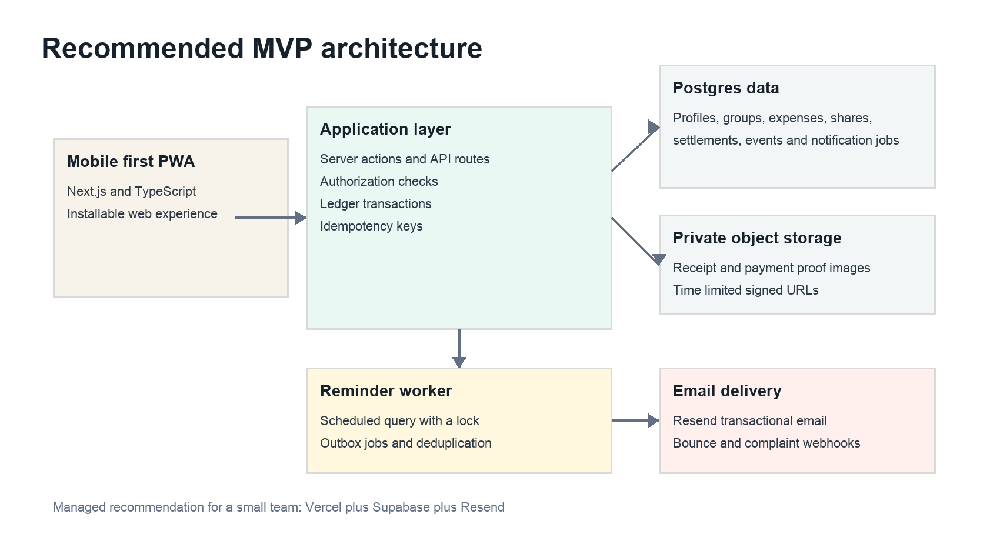 Recommended MVP architecture
Mobile first PWA
Next.js and TypeScript
Installable web experience
Application layer
Server actions and API routes
Authorization checks
Ledger transactions
Idempotency keys
Postgres data
Profiles, groups, expenses, shares,
settlements, events and notification jobs
Private object storage
Receipt and payment proof images
Time limited signed URLs
Reminder worker
Scheduled query with a lock
Outbox jobs and deduplication
Email delivery
Resend transactional email
Bounce and complaint webhooks
Managed recommendation for a small team: Vercel plus Supabase plus Resend